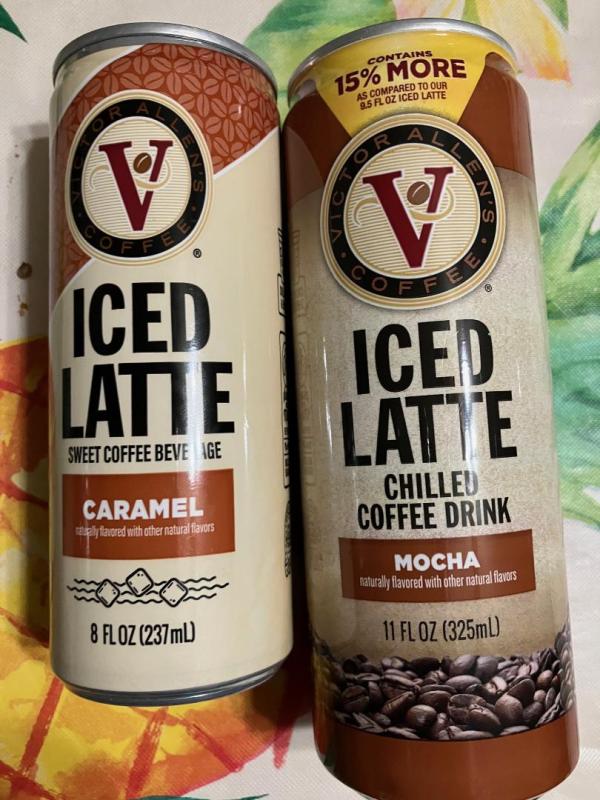 VICTOR ALLEN'S
COFFEE
V
®
ICED
LATTE
SWEET COFFEE BEVERAGE
CARAMEL
naturally flavored with other natural flavors
8 FL OZ (237mL)
CONTAINS
15% MORE
AS COMPARED TO OUR
9.5 FL OZ ICED LATTE
VICTOR ALLEN'S
COFFEE
V
®
ICED
LATTE
CHILLED
COFFEE DRINK
MOCHA
naturally flavored with other natural flavors
11 FL OZ (325mL)